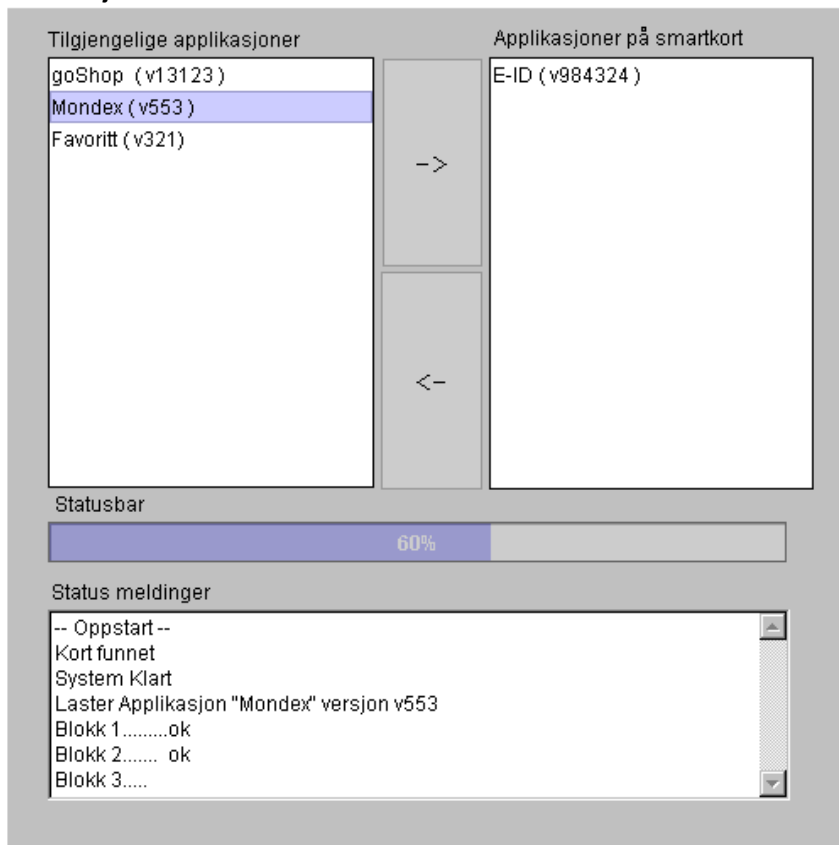 Tilgjengelige applikasjoner
goShop (v13123)
Mondex (v553)
Favoritt (v321)
->
<-
Applikasjoner på smartkort
E-ID (v984324)
Statusbar
60%
Status meldinger
-- Oppstart --
Kort funnet
System Klart
Laster Applikasjon "Mondex" versjon v553
Blokk 1.........ok
Blokk 2....... ok
Blokk 3.....